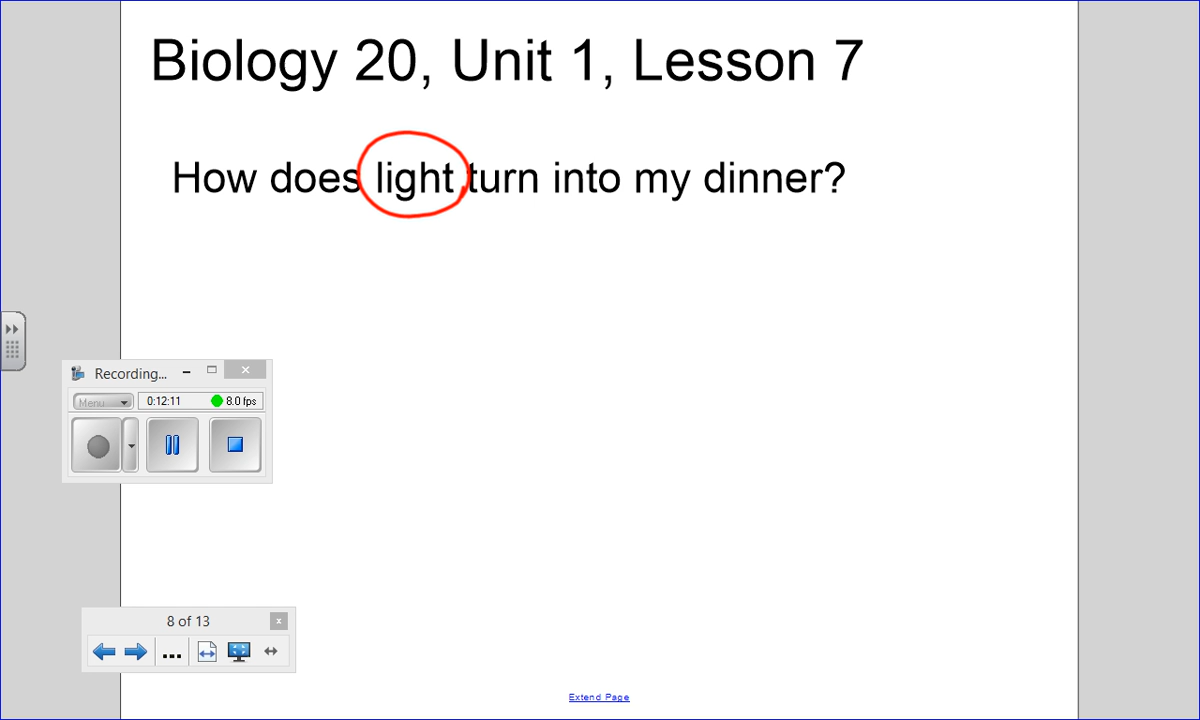 Biology 20, Unit 1, Lesson 7
How does light turn into my dinner?
Recording...
Menu
0:12:11
8.0 fps
8 of 13
Extend Page